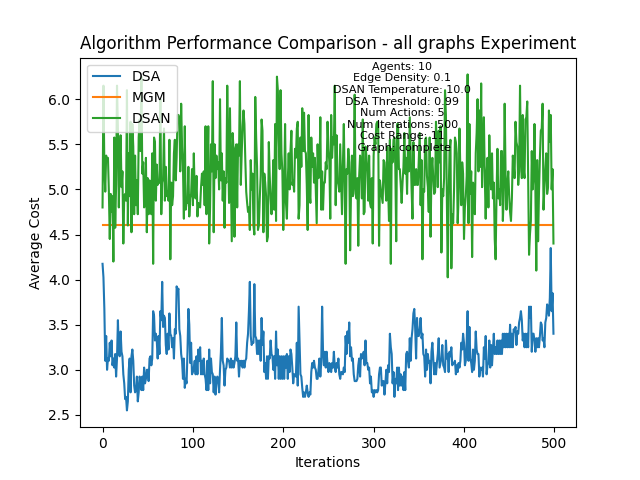 Algorithm Performance Comparison - all graphs Experiment
DSA
MGM
DSAN
Agents: 10
Edge Density: 0.1
DSAN Temperature: 10.0
DSA Threshold: 0.99
Num Actions: 5
Num Iterations: 500
Cost Range: 11
Graph: complete
Average Cost
6.0
5.5
5.0
4.5
4.0
3.5
3.0
2.5
0
100
200
300
400
500
Iterations